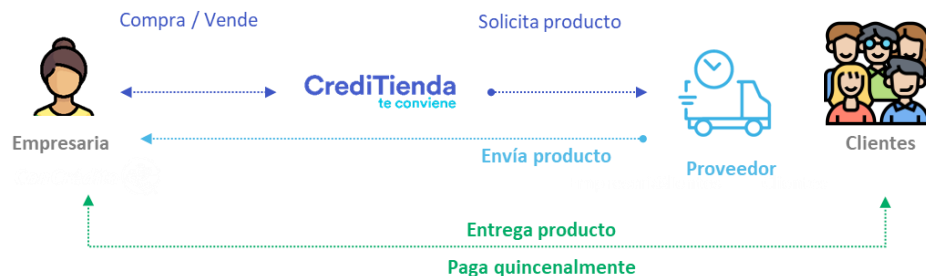 Compra / Vende
Solicita producto
CrediTienda
te conviene
Empresaria
Envía producto
Proveedor
Clientes
Entrega producto
Paga quincenalmente